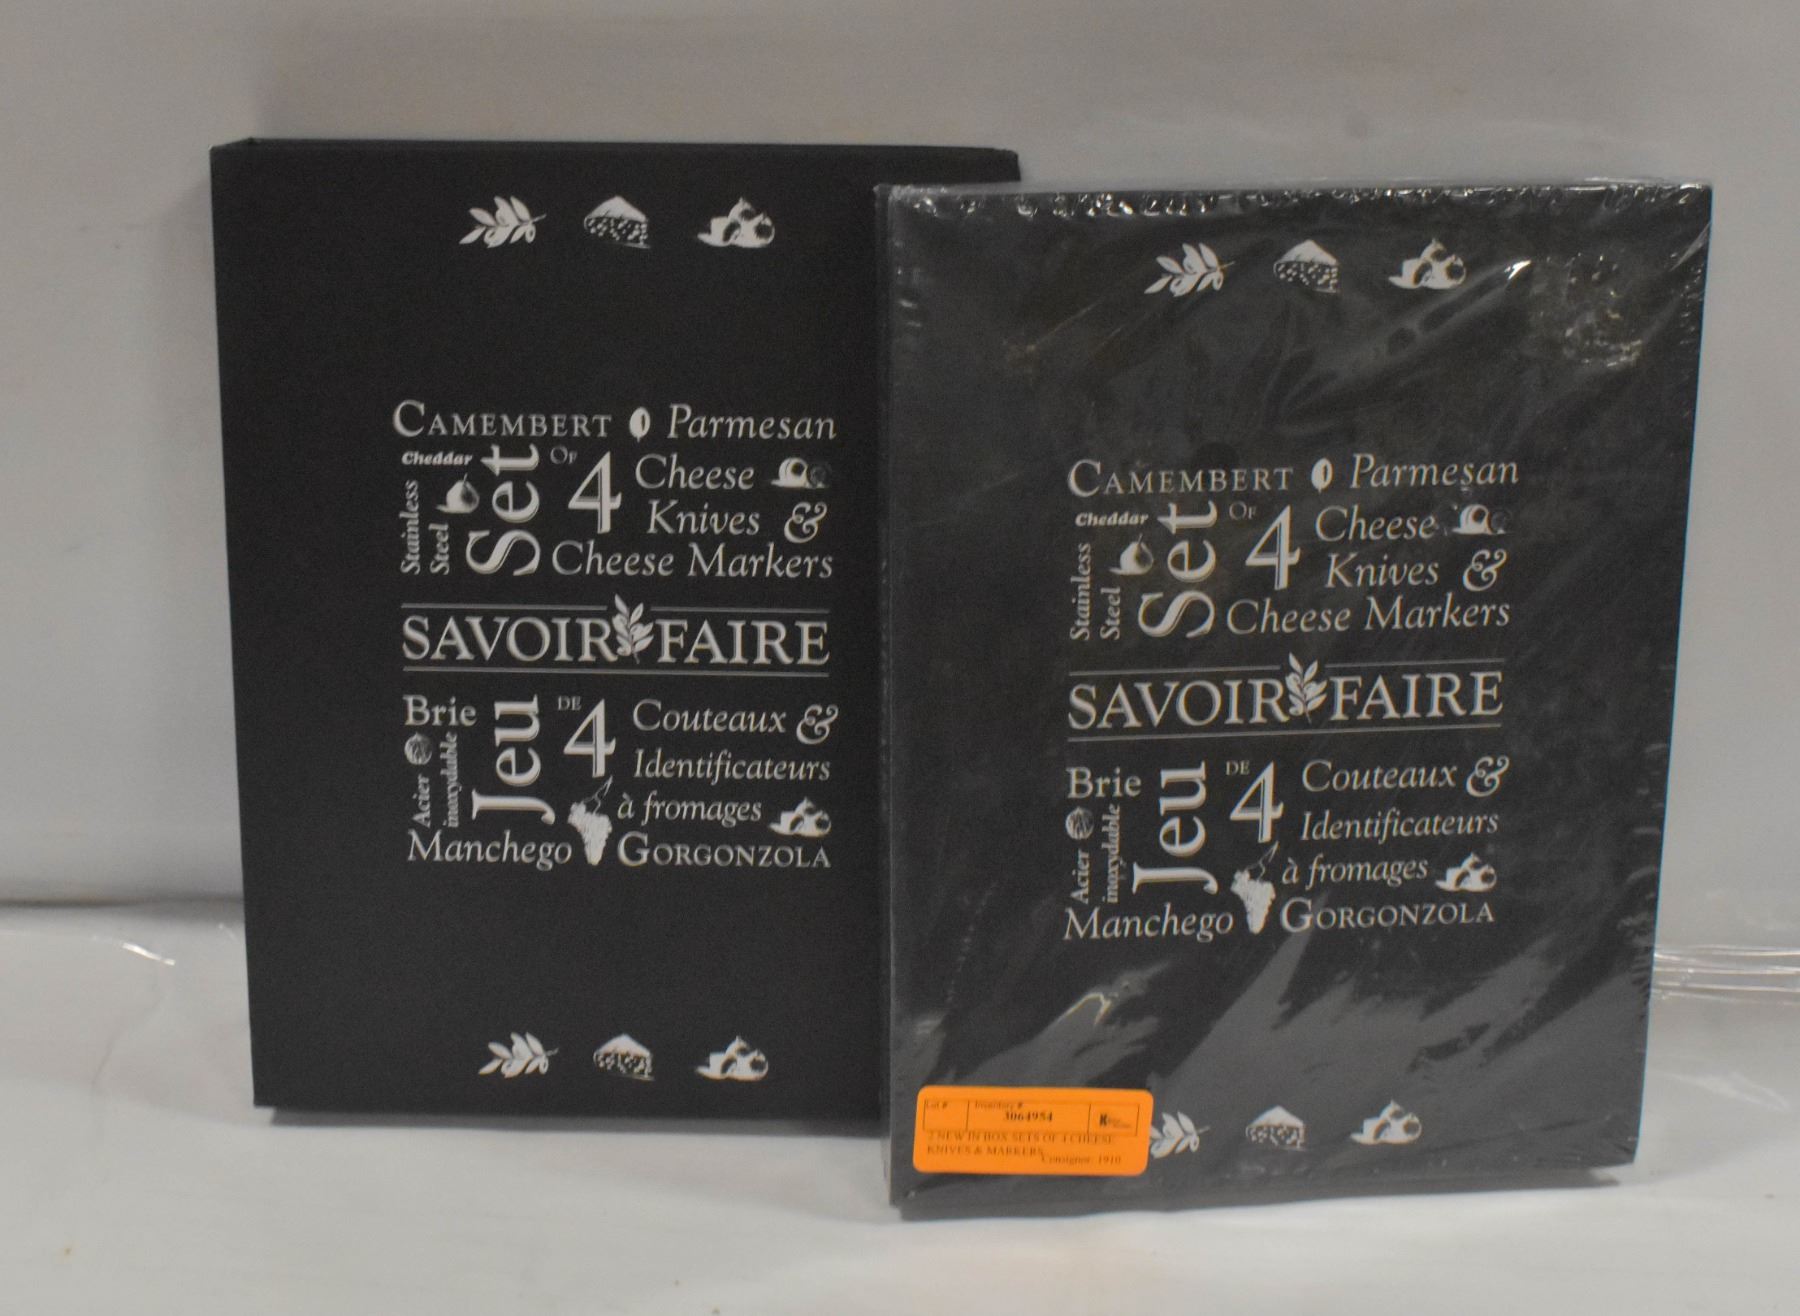 CAMEMBERT Parmesan
Cheddar
Stainless
Steel
Set OF 4 Cheese
Knives &
Cheese Markers
SAVOIR FAIRE
Brie
Acier
inoxydable
Jeu DE 4 Couteaux &
Identificateurs
à fromages
Manchego GORGONZOLA
CAMEMBERT Parmesan
Cheddar
Stainless
Steel
Set OF 4 Cheese
Knives &
Cheese Markers
SAVOIR FAIRE
Brie
Acier
inoxydable
Jeu DE 4 Couteaux &
Identificateurs
à fromages
Manchego GORGONZOLA
Lot # Inventory #
3064954
2 NEW IN BOX SETS OF 4 CHEESE
KNIVES & MARKERS
Consignor: 1910